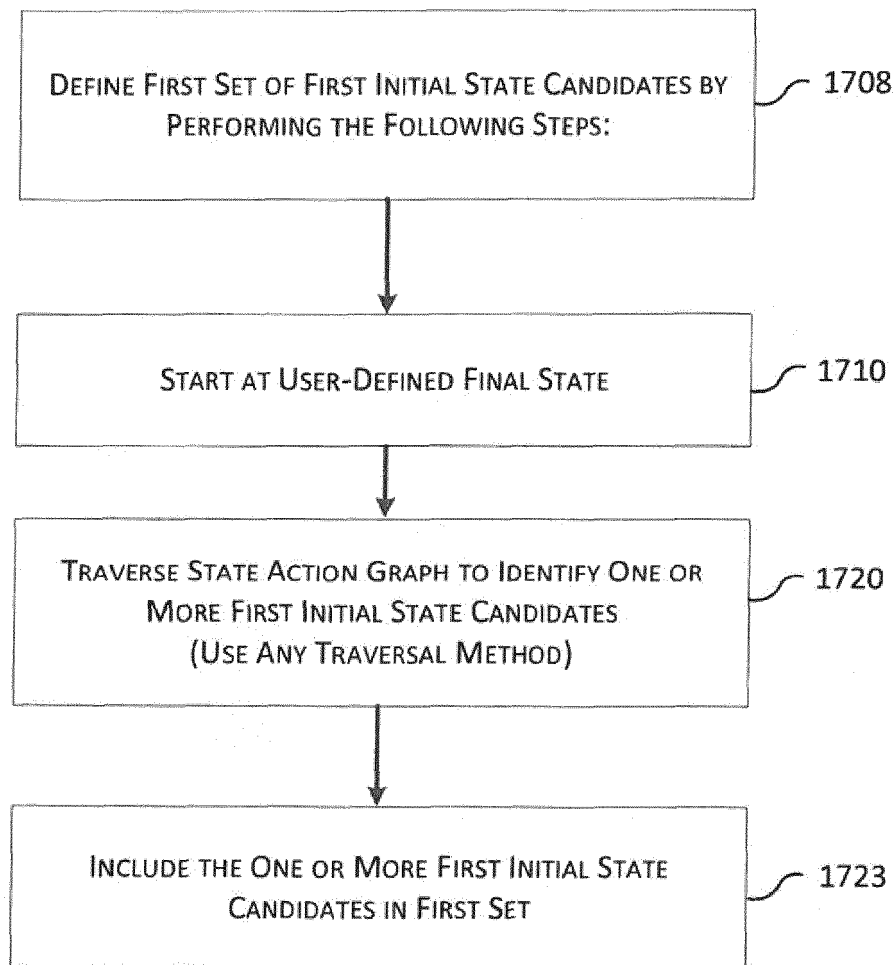 DEFINE FIRST SET OF FIRST INITIAL STATE CANDIDATES BY
PERFORMING THE FOLLOWING STEPS:
1708
START AT USER-DEFINED FINAL STATE
1710
TRAVERSE STATE ACTION GRAPH TO IDENTIFY ONE OR
MORE FIRST INITIAL STATE CANDIDATES
(USE ANY TRAVERSAL METHOD)
1720
INCLUDE THE ONE OR MORE FIRST INITIAL STATE
CANDIDATES IN FIRST SET
1723